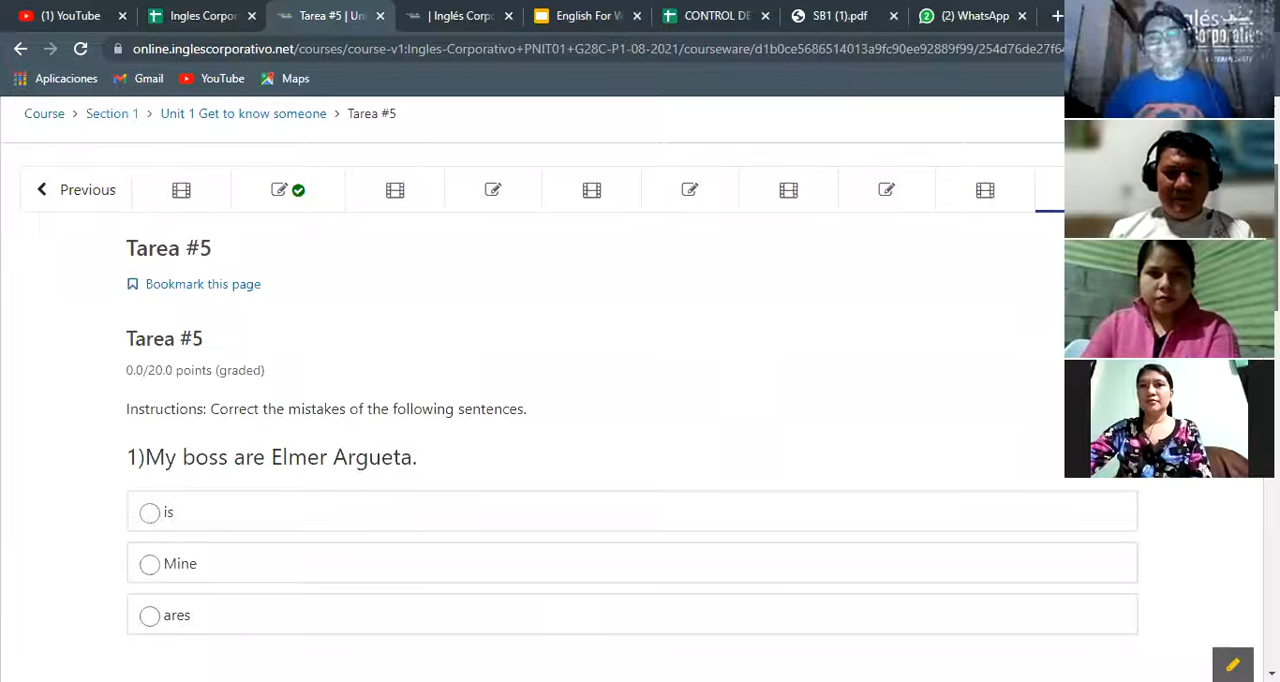 (1) YouTube
Ingles Corpor
Tarea #5 | Un
| Inglés Corpo
English For W
CONTROL DE
SB1 (1).pdf
(2) WhatsApp
online.inglescorporativo.net/courses/course-v1:Ingles-Corporativo+PNIT01+G28C-P1-08-2021/courseware/d1b0ce5686514013a9fc90ee92889f99/254d76de27f64
Aplicaciones
Gmail
YouTube
Maps
Course > Section 1 > Unit 1 Get to know someone > Tarea #5
Previous
Tarea #5
Bookmark this page
Tarea #5
0.0/20.0 points (graded)
Instructions: Correct the mistakes of the following sentences.
1)My boss are Elmer Argueta.
is
Mine
ares